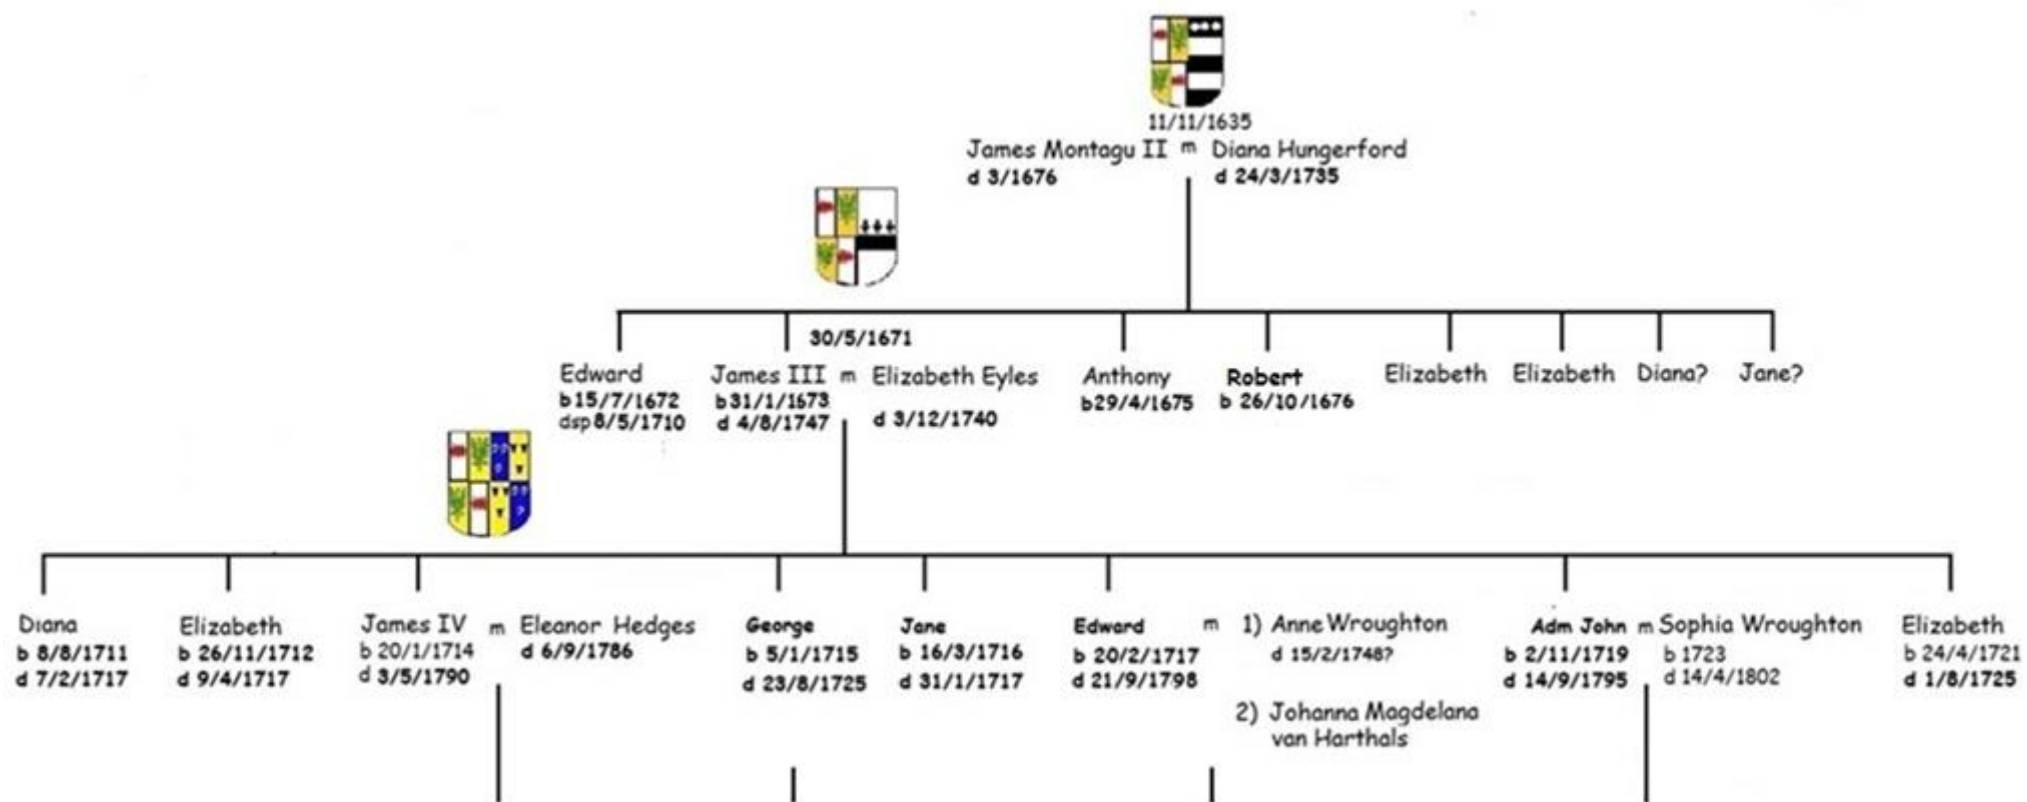 11/11/1635
James Montagu II m Diana Hungerford
d 3/1676 d 24/3/1735
30/5/1671
Edward James III m Elizabeth Eyles Anthony Robert Elizabeth Elizabeth Diana? Jane?
b 15/7/1672 b 31/1/1673 b29/4/1675 b 26/10/1676
dsp 8/5/1710 d 4/8/1747 d 3/12/1740
Diana Elizabeth James IV m Eleanor Hedges George Jane Edward m 1) Anne Wroughton Adm John m Sophia Wroughton Elizabeth
b 8/8/1711 b 26/11/1712 b 20/1/1714 d 6/9/1786 b 5/1/1715 b 16/3/1716 b 20/2/1717 d 15/2/1748? b 2/11/1719 b 1723 b 24/4/1721
d 7/2/1717 d 9/4/1717 d 3/5/1790 d 23/8/1725 d 31/1/1717 d 21/9/1798 d 14/9/1795 d 14/4/1802 d 1/8/1725
2) Johanna Magdelana
van Harthals